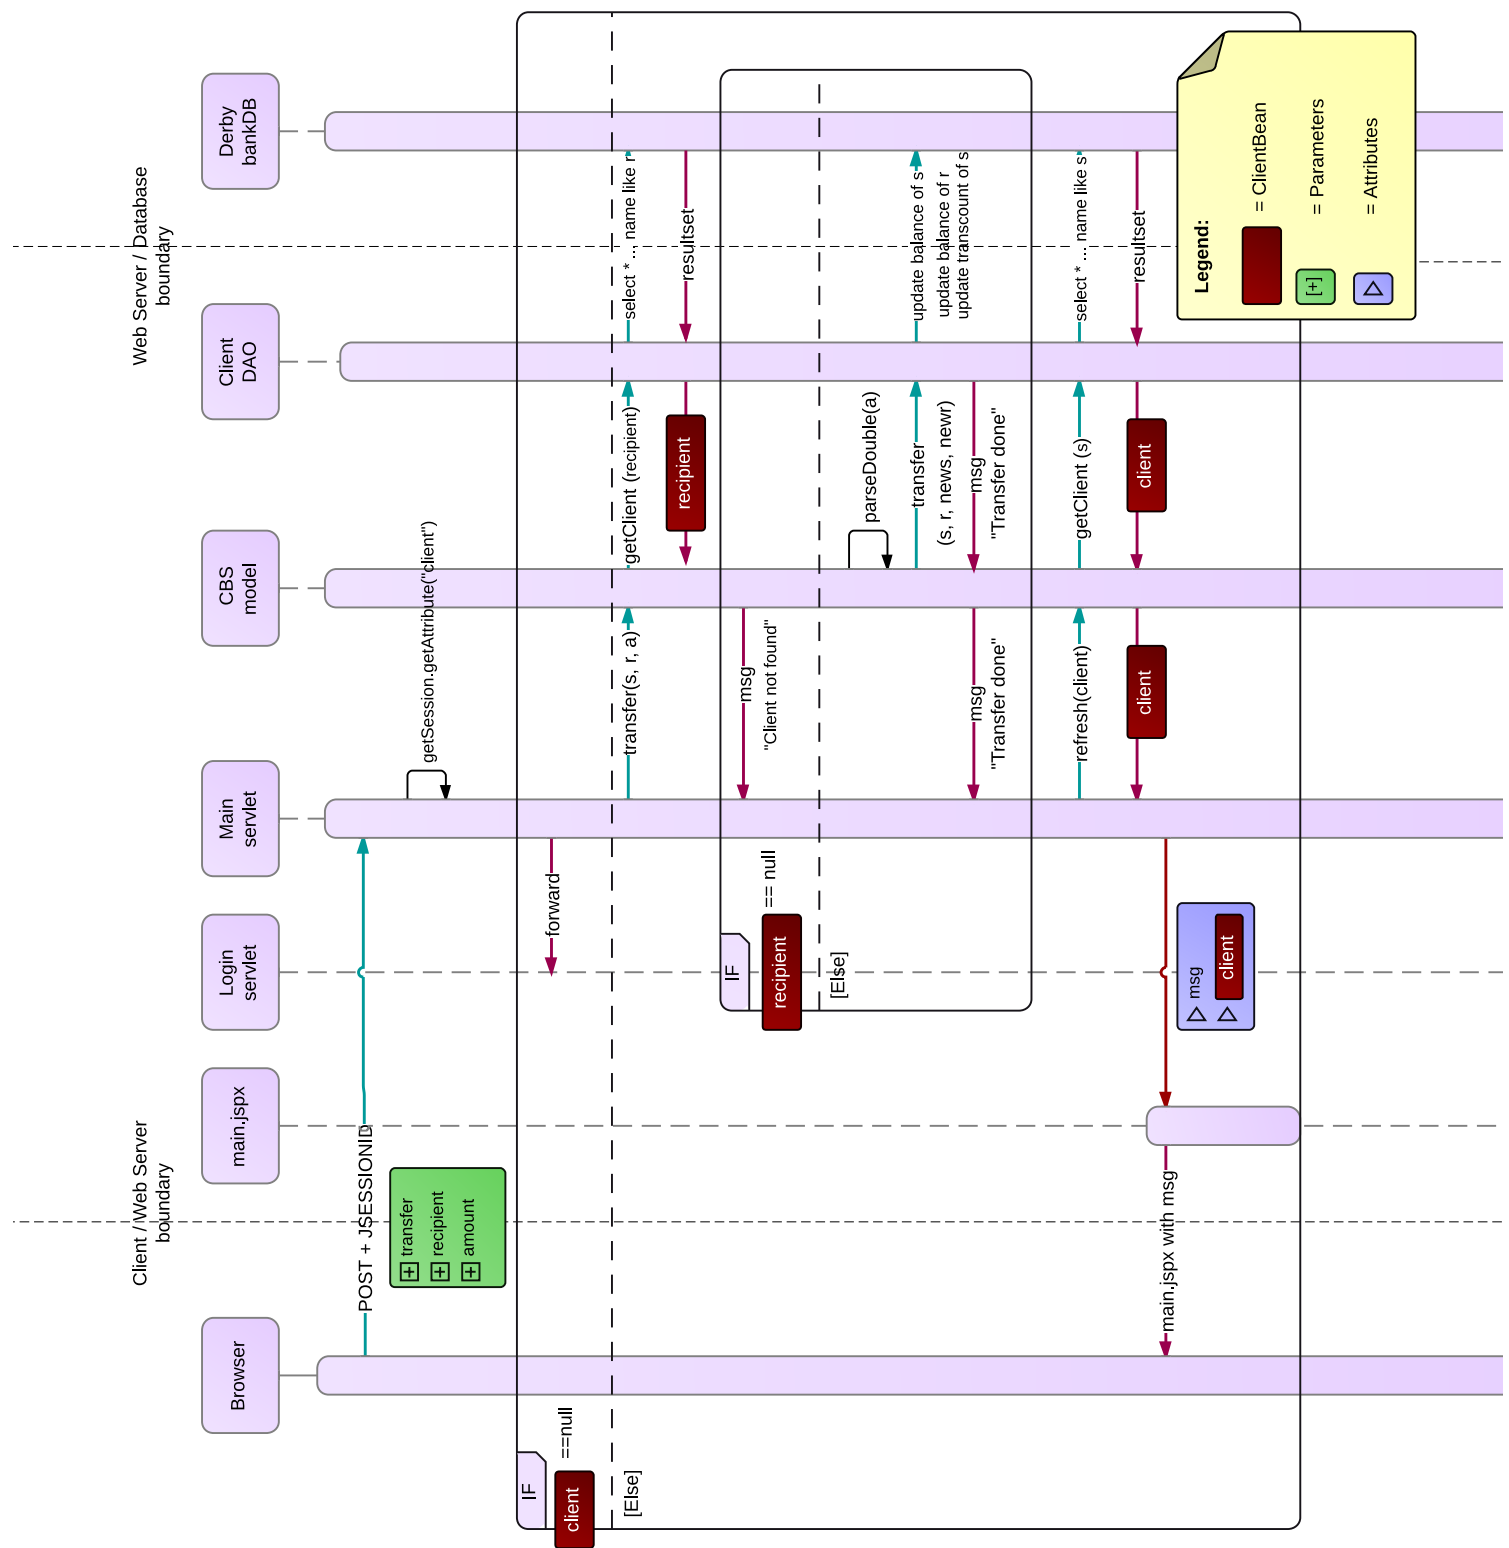 Client / Web Server
boundary
Web Server / Database
boundary
Browser
main.jspx
Login
servlet
Main
servlet
CBS
model
Client
DAO
Derby
bankDB
POST + JSESSIONID
transfer
recipient
amount
getSession.getAttribute("client")
IF
client
==null
forward
[Else]
transfer(s, r, a)
getClient (recipient)
select * ... name like r
resultset
recipient
IF
recipient
== null
msg
"Client not found"
[Else]
parseDouble(a)
transfer
(s, r, news, newr)
update balance of s
update balance of r
update transcount of s
msg
"Transfer done"
msg
"Transfer done"
refresh(client)
getClient (s)
select * ... name like s
resultset
client
client
msg
client
main.jspx with msg
Legend:
= ClientBean
[+]
= Parameters
= Attributes